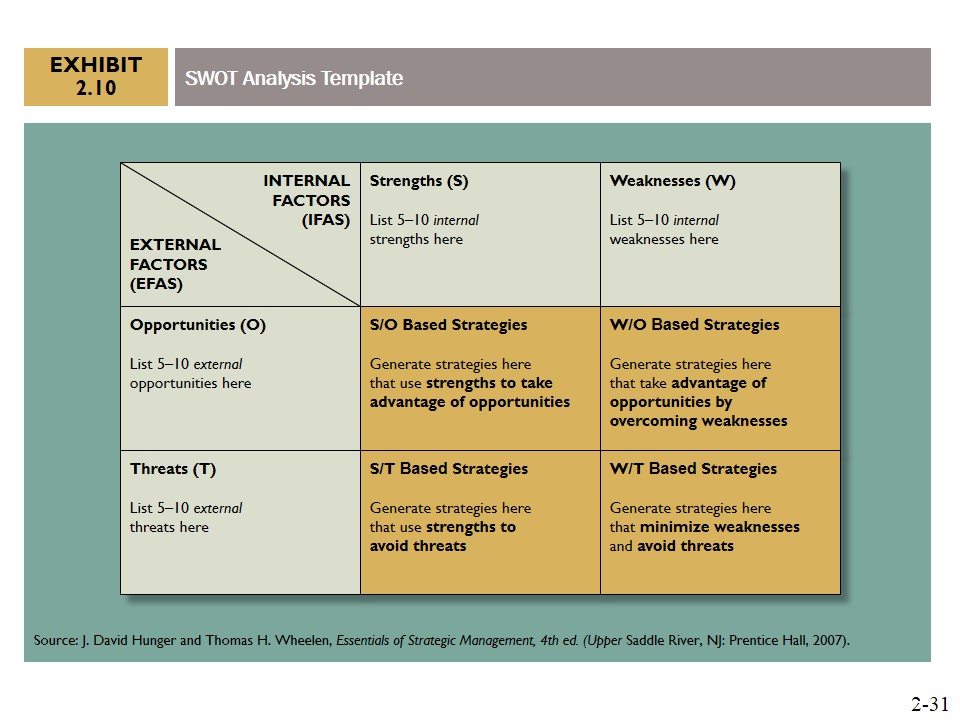 EXHIBIT
2.10
SWOT Analysis Template
INTERNAL
FACTORS
(IFAS)
EXTERNAL
FACTORS
(EFAS)
Strengths (S)
List 5–10 internal
strengths here
Weaknesses (W)
List 5–10 internal
weaknesses here
Opportunities (O)
List 5–10 external
opportunities here
S/O Based Strategies
Generate strategies here
that use strengths to take
advantage of opportunities
W/O Based Strategies
Generate strategies here
that take advantage of
opportunities by
overcoming weaknesses
Threats (T)
List 5–10 external
threats here
S/T Based Strategies
Generate strategies here
that use strengths to
avoid threats
W/T Based Strategies
Generate strategies here
that minimize weaknesses
and avoid threats
Source: J. David Hunger and Thomas H. Wheelen, Essentials of Strategic Management, 4th ed. (Upper Saddle River, NJ: Prentice Hall, 2007).
2-31